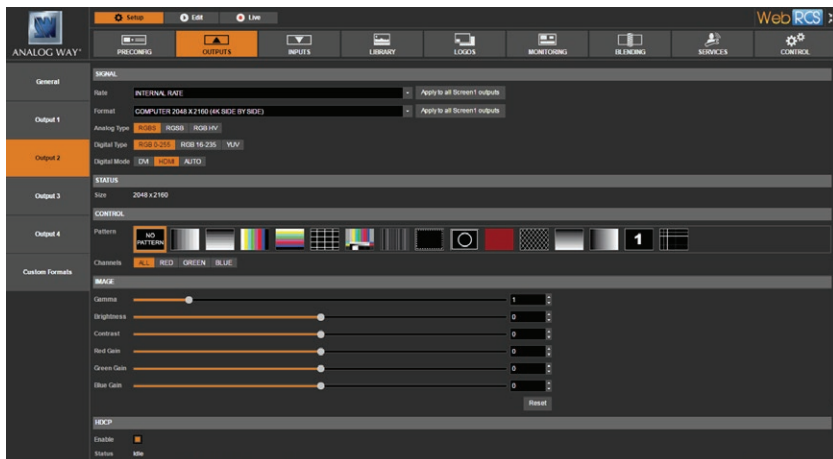 Setup Edit Live Web RCS
ANALOG WAY
PRECONFIG OUTPUTS INPUTS LIBRARY LOGOS MONITORING BLENDING SERVICES CONTROL
General
Output 1
Output 2
Output 3
Output 4
Custom Formats
SIGNAL
Rate INTERNAL RATE Apply to all Screen1 outputs
Format COMPUTER 2048 X 2160 (4K SIDE BY SIDE) Apply to all Screen1 outputs
Analog Type RGBS RGSB RGB HV
Digital Type RGB 0-255 RGB 16-235 YUV
Digital Mode DVI HDMI AUTO
STATUS
Size 2048 x 2160
CONTROL
Pattern NO PATTERN 1
Channels ALL RED GREEN BLUE
IMAGE
Gamma 1
Brightness 0
Contrast 0
Red Gain 0
Green Gain 0
Blue Gain 0
Reset
HDCP
Enable
Status Idle